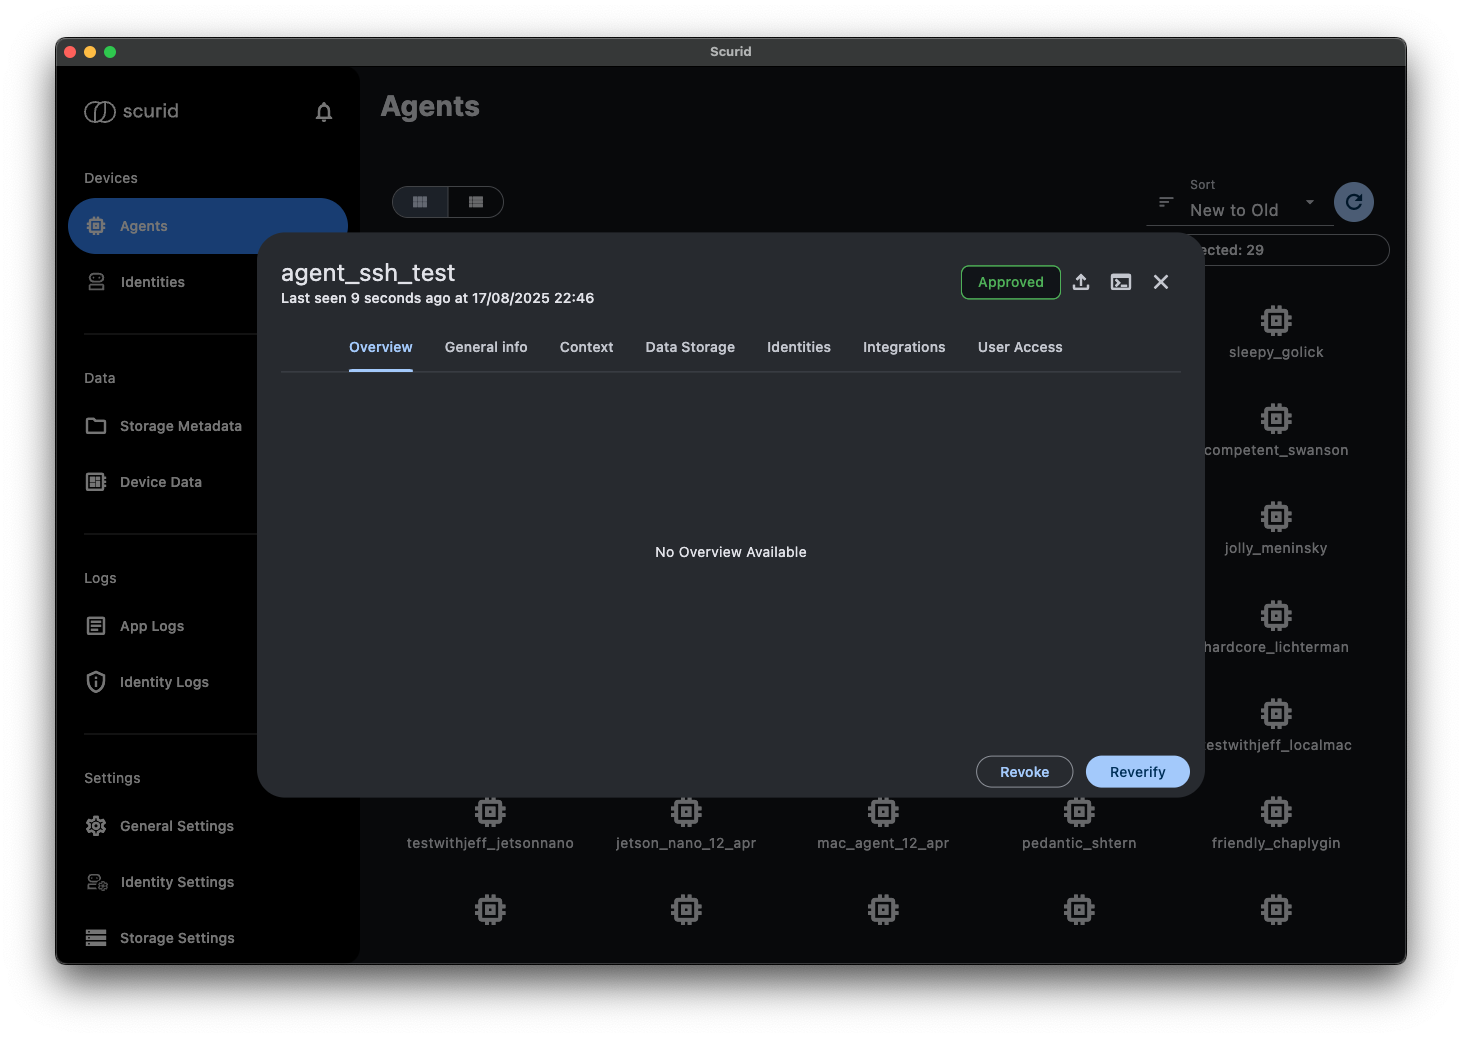 Scurid
scurid
Devices
Agents
Identities
Data
Storage Metadata
Device Data
Logs
App Logs
Identity Logs
Settings
General Settings
Identity Settings
Storage Settings
Agents
Sort
New to Old
ected: 29
agent_ssh_test
Last seen 9 seconds ago at 17/08/2025 22:46
Approved
Overview
General info
Context
Data Storage
Identities
Integrations
User Access
No Overview Available
Revoke
Reverify
sleepy_golick
competent_swanson
jolly_meninsky
hardcore_lichterman
estwithjeff_localmac
testwithjeff_jetsonnano
jetson_nano_12_apr
mac_agent_12_apr
pedantic_shtern
friendly_chaplygin